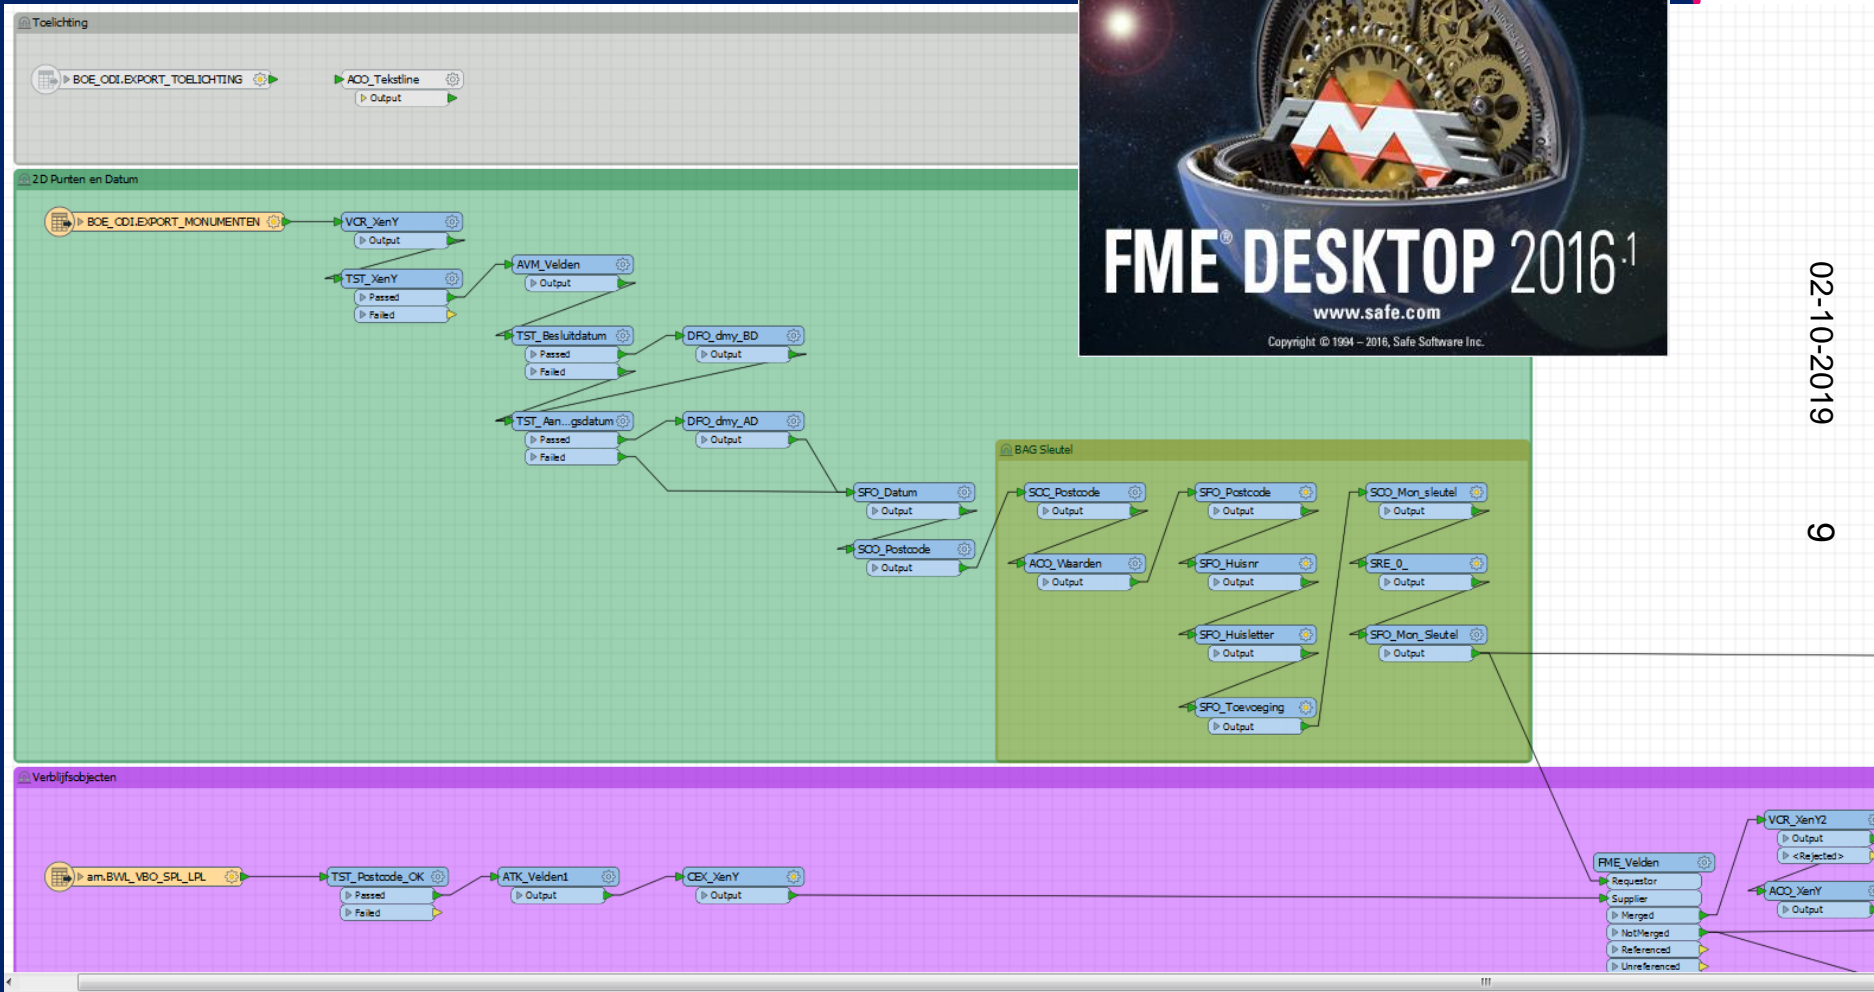 Toelichting
BOE_ODI.EXPORT_TOELICHTING
ACO_Tekstline
Output
FME
FME® DESKTOP 2016.1
www.safe.com
Copyright © 1994 – 2016, Safe Software Inc.
02-10-2019
9
2D Punten en Datum
BOE_ODI.EXPORT_MONUMENTEN
VCR_XenY
Output
TST_XenY
Passed
Failed
AVM_Velden
Output
TST_Besluitdatum
Passed
Failed
DFO_dmy_BD
Output
TST_Aan...gsdatum
Passed
Failed
DFO_dmy_AD
Output
SFO_Datum
Output
SCO_Postcode
Output
BAG Sleutel
SOC_Postcode
Output
ACO_Waarden
Output
SFO_Postcode
Output
SFO_Huisnr
Output
SFO_Huisletter
Output
SFO_Toevoeging
Output
SCO_Mon_sleutel
Output
SRE_0_
Output
SFO_Mon_Sleutel
Output
Verblijfsobjecten
am.BWL_VBO_SPL_LPL
TST_Postcode_OK
Passed
Failed
ATK_Velden1
Output
CEX_XenY
Output
FME_Velden
Requestor
Supplier
Merged
NotMerged
Referenced
Unreferenced
VCR_XenY2
Output
<Rejected>
ACO_XenY
Output